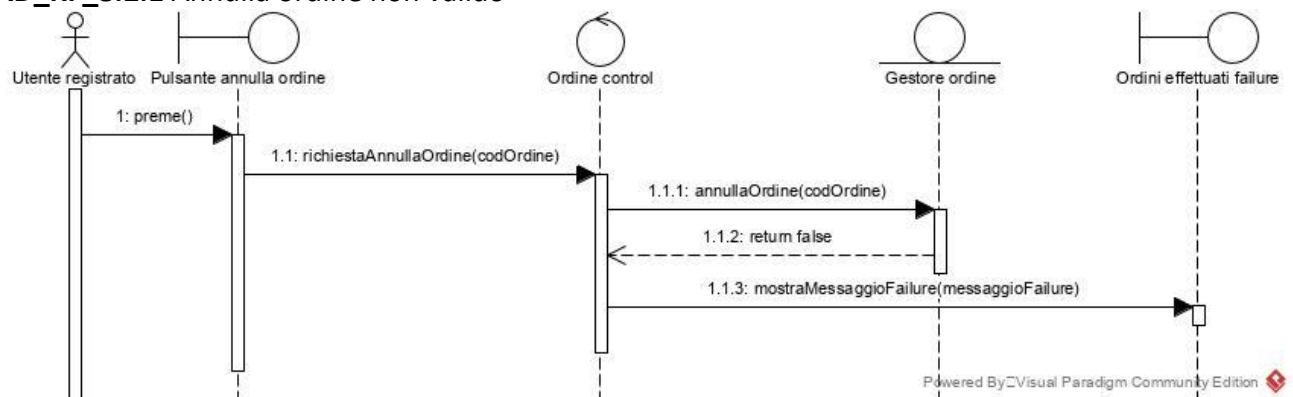 Annulla ordine non valido
Utente registrato
Pulsante annulla ordine
Ordine control
Gestore ordine
Ordini effettuati failure
1: preme()
1.1: richiestaAnnullaOrdine(codOrdine)
1.1.1: annullaOrdine(codOrdine)
1.1.2: return false
1.1.3: mostraMessaggioFailure(messaggioFailure)
Powered By Visual Paradigm Community Edition